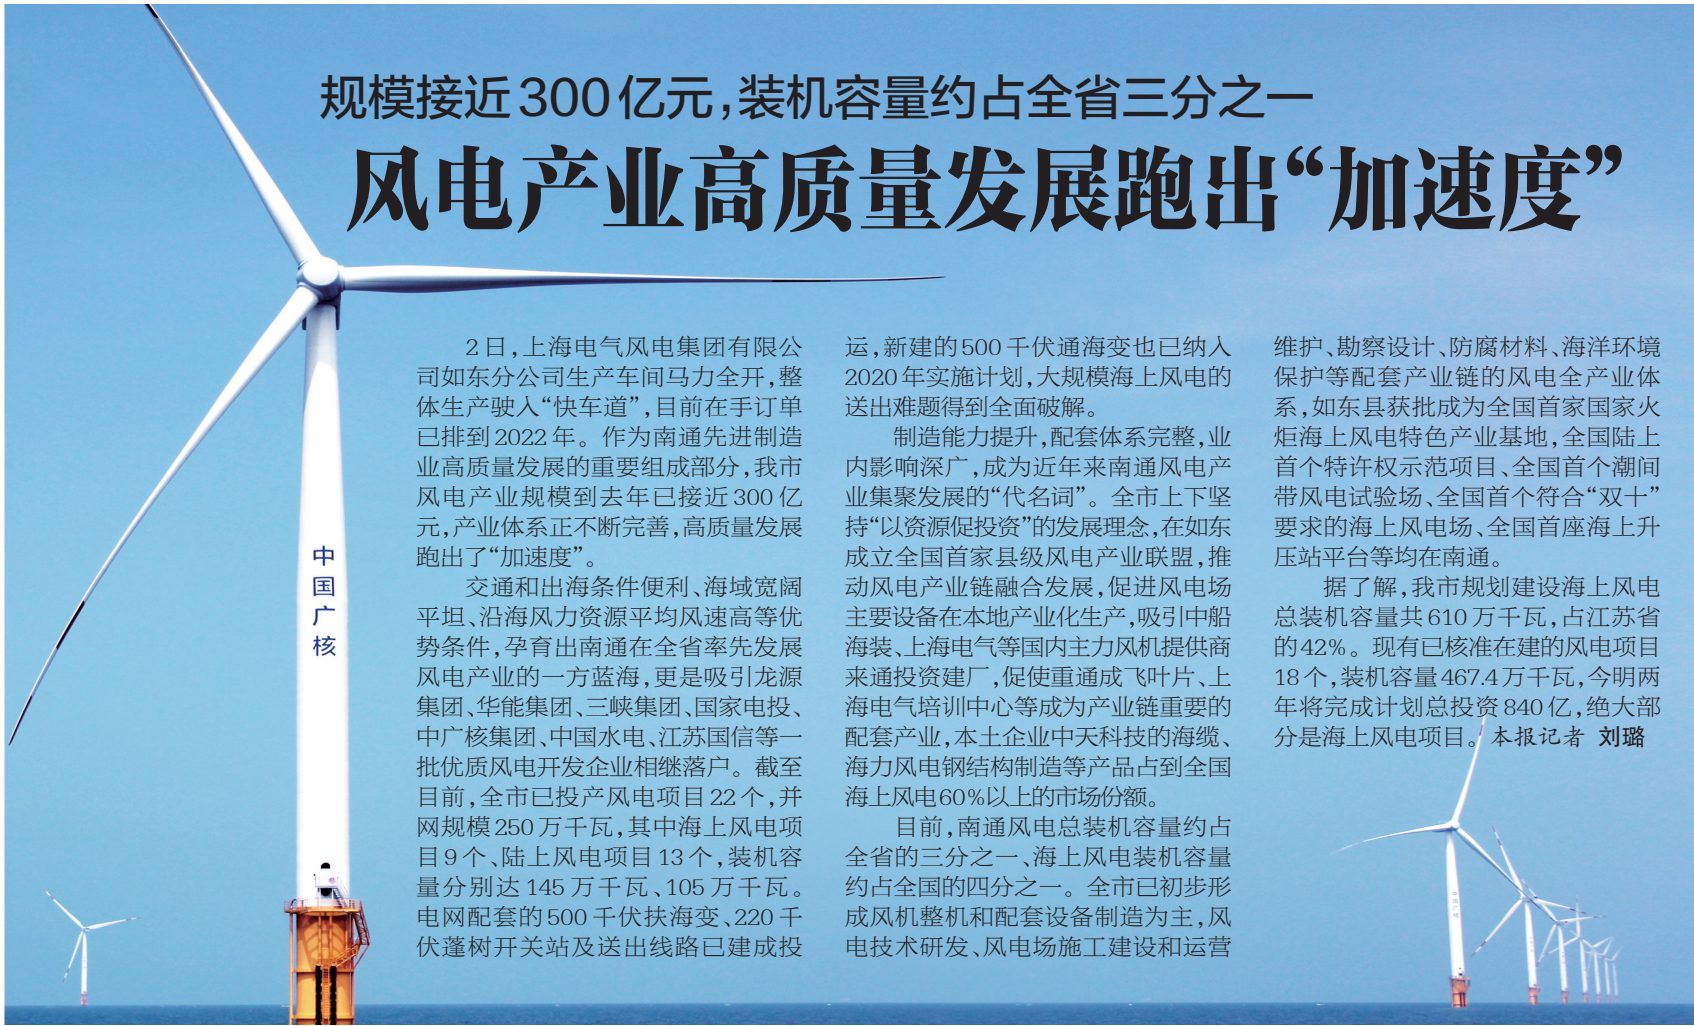 规模接近300亿元,装机容量约占全省三分之一
风电产业高质量发展跑出“加速度”
2日,上海电气风电集团有限公
司如东分公司生产车间马力全开,整
体生产驶入“快车道”,目前在手订单
已排到2022年。作为南通先进制造
业高质量发展的重要组成部分,我市
风电产业规模到去年已接近300亿
元,产业体系正不断完善,高质量发展
跑出了“加速度”。
交通和出海条件便利、海域宽阔
平坦、沿海风力资源平均风速高等优
势条件,孕育出南通在全省率先发展
风电产业的一方蓝海,更是吸引龙源
集团、华能集团、三峡集团、国家电投、
中广核集团、中国水电、江苏国信等一
批优质风电开发企业相继落户。截至
目前,全市已投产风电项目22个,并
网规模250万千瓦,其中海上风电项
目9个、陆上风电项目13个,装机容
量分别达145万千瓦、105万千瓦。
电网配套的500千伏扶海变、220千
伏蓬树开关站及送出线路已建成投
运,新建的500千伏通海变也已纳入
2020年实施计划,大规模海上风电的
送出难题得到全面破解。
制造能力提升,配套体系完整,业
内影响深广,成为近年来南通风电产
业集聚发展的“代名词”。全市上下坚
持“以资源促投资”的发展理念,在如东
成立全国首家县级风电产业联盟,推
动风电产业链融合发展,促进风电场
主要设备在本地产业化生产,吸引中船
海装、上海电气等国内主力风机提供商
来通投资建厂,促使重通成飞叶片、上
海电气培训中心等成为产业链重要的
配套产业,本土企业中天科技的海缆、
海力风电钢结构制造等产品占到全国
海上风电60%以上的市场份额。
目前,南通风电总装机容量约占
全省的三分之一、海上风电装机容量
约占全国的四分之一。全市已初步形
成风机整机和配套设备制造为主,风
电技术研发、风电场施工建设和运营
维护、勘察设计、防腐材料、海洋环境
保护等配套产业链的风电全产业体
系,如东县获批成为全国首家国家火
炬海上风电特色产业基地,全国陆上
首个特许权示范项目、全国首个潮间
带风电试验场、全国首个符合“双十”
要求的海上风电场、全国首座海上升
压站平台等均在南通。
据了解,我市规划建设海上风电
总装机容量共610万千瓦,占江苏省
的42%。现有已核准在建的风电项目
18个,装机容量467.4万千瓦,今明两
年将完成计划总投资840亿,绝大部
分是海上风电项目。本报记者 刘璐
中国广核